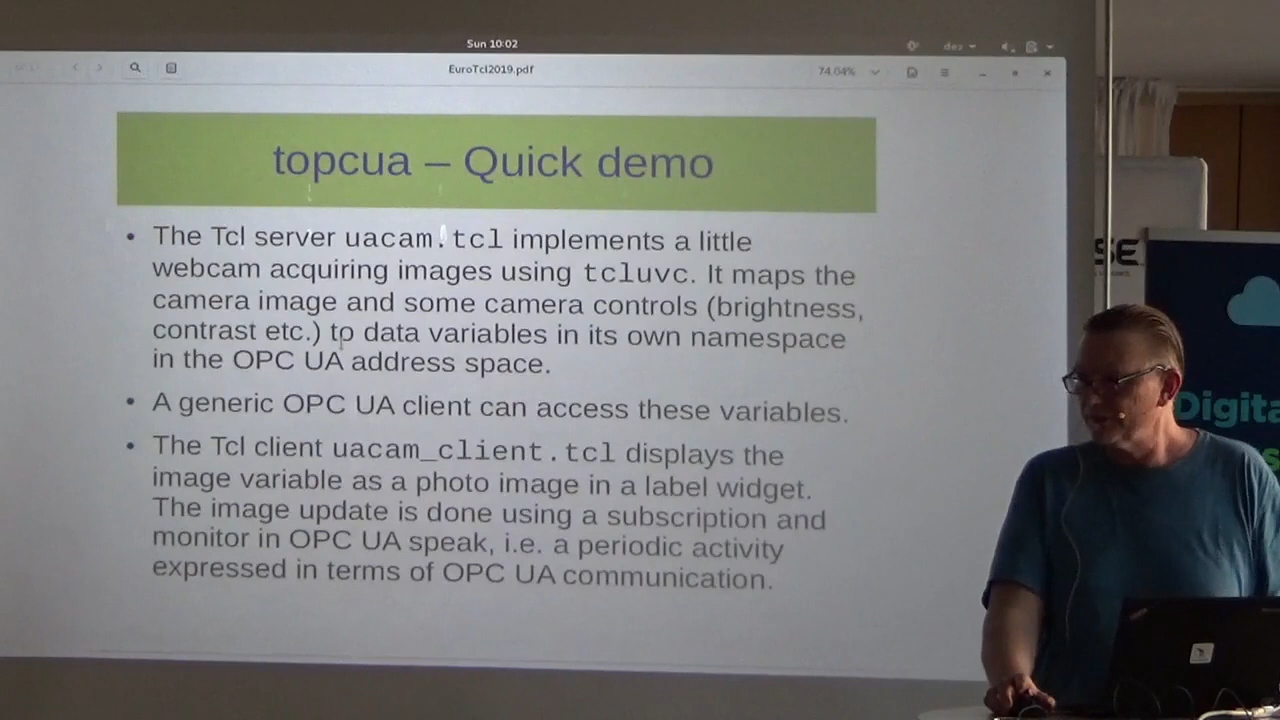 Sun 10:02
EuroTcl2019.pdf
74.04%
topcua – Quick demo
• The Tcl server uacam.tcl implements a little
webcam acquiring images using tcluvc. It maps the
camera image and some camera controls (brightness,
contrast etc.) to data variables in its own namespace
in the OPC UA address space.
• A generic OPC UA client can access these variables.
• The Tcl client uacam_client.tcl displays the
image variable as a photo image in a label widget.
The image update is done using a subscription and
monitor in OPC UA speak, i.e. a periodic activity
expressed in terms of OPC UA communication.
SE
Digita